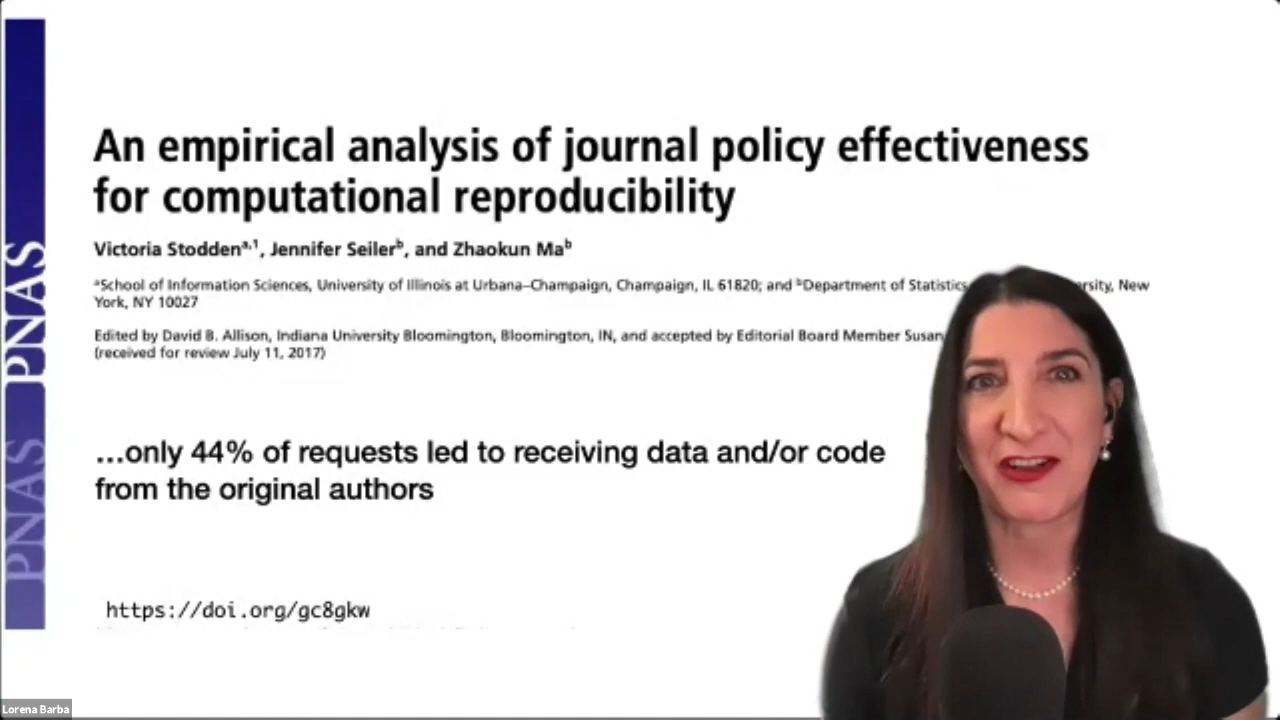 An empirical analysis of journal policy effectiveness
for computational reproducibility
Victoria Stoddenᵃ,¹, Jennifer Seilerᵇ, and Zhaokun Maᵇ
ᵃSchool of Information Sciences, University of Illinois at Urbana–Champaign, Champaign, IL 61820; and ᵇDepartment of Statistics, New
York, NY 10027
Edited by David B. Allison, Indiana University Bloomington, Bloomington, IN, and accepted by Editorial Board Member Susan
(received for review July 11, 2017)
...only 44% of requests led to receiving data and/or code
from the original authors
https://doi.org/gc8gkw
PNAS
PNAS
Lorena Barba